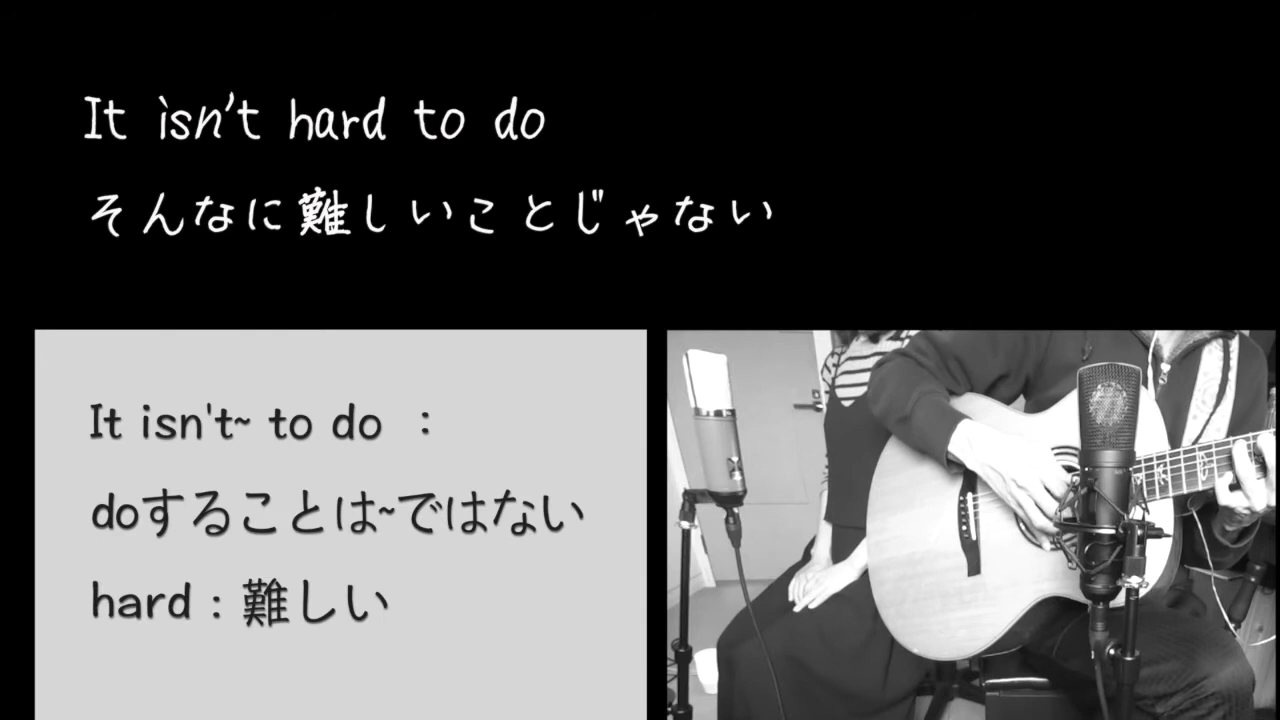 It isn't hard to do
そんなに難しいことじゃない
It isn't~ to do :
doすることは~ではない
hard : 難しい